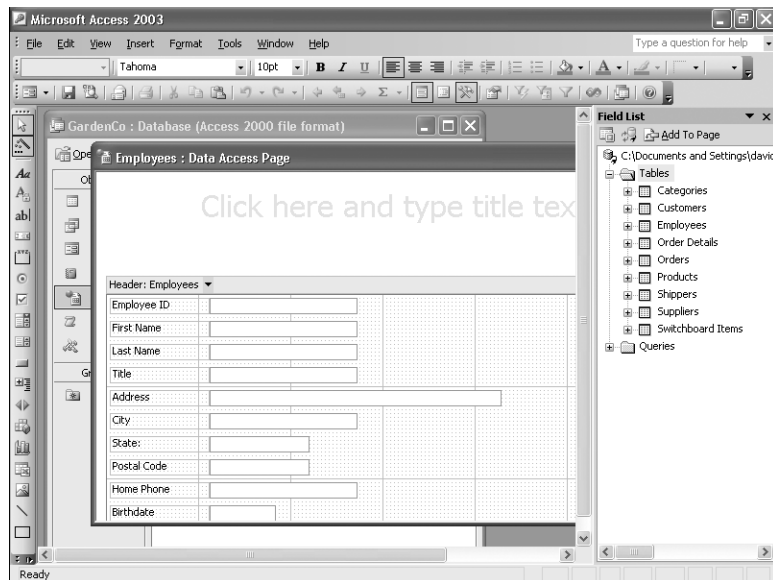 Microsoft Access 2003
File Edit View Insert Format Tools Window Help
Type a question for help
Tahoma 10pt B I U
GardenCo : Database (Access 2000 file format)
Ope
Employees : Data Access Page
Click here and type title tex
Header: Employees
Employee ID
First Name
Last Name
Title
Address
City
State:
Postal Code
Home Phone
Birthdate
Field List
Add To Page
C:\Documents and Settings\davic
Tables
Categories
Customers
Employees
Order Details
Orders
Products
Shippers
Suppliers
Switchboard Items
Queries
Ready